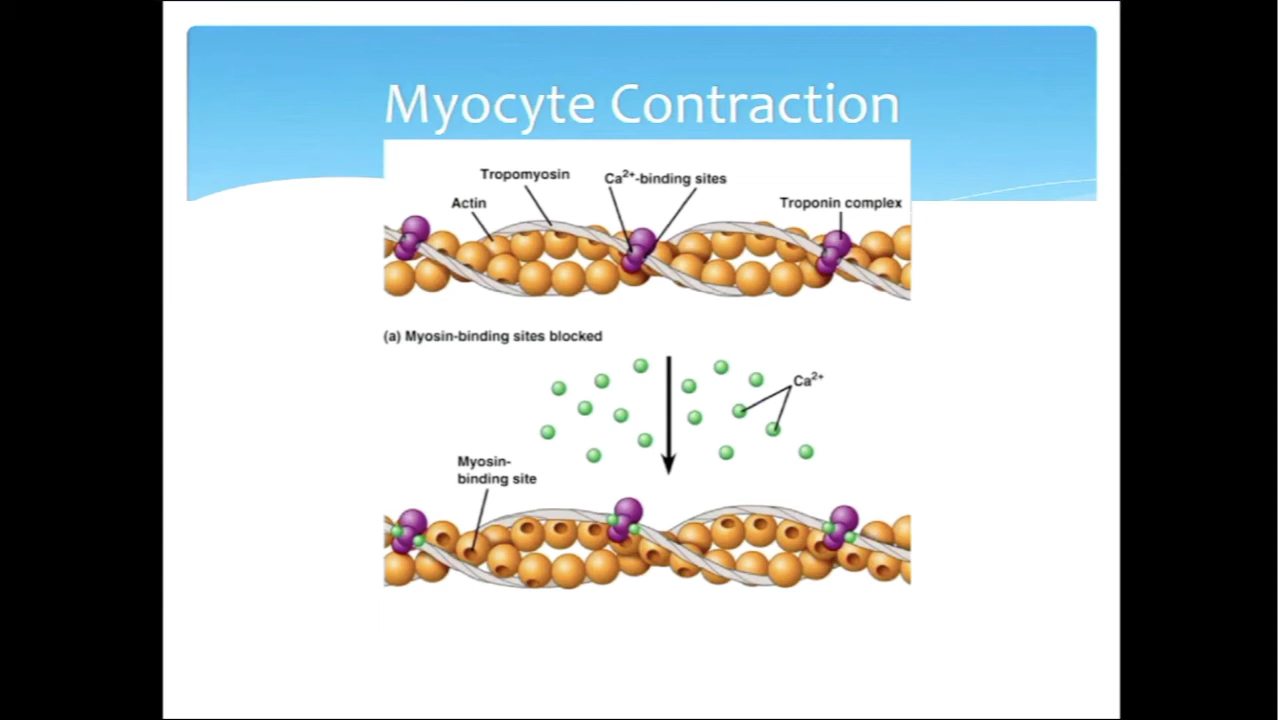 Myocyte Contraction
Tropomyosin
Ca²⁺-binding sites
Actin
Troponin complex
(a) Myosin-binding sites blocked
Ca²⁺
Myosin-
binding site